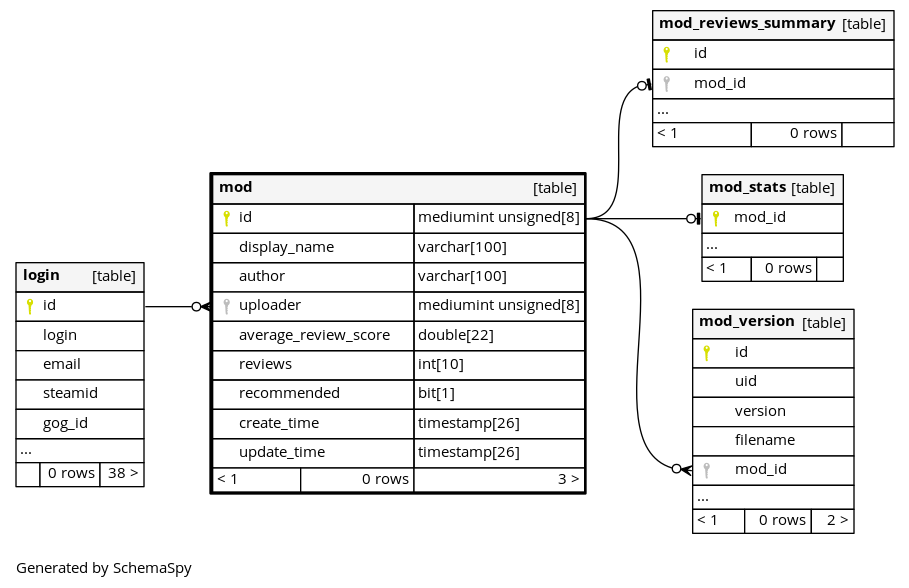 mod_reviews_summary [table]
id
mod_id
...
< 1 0 rows
mod [table]
id mediumint unsigned[8]
display_name varchar[100]
author varchar[100]
uploader mediumint unsigned[8]
average_review_score double[22]
reviews int[10]
recommended bit[1]
create_time timestamp[26]
update_time timestamp[26]
< 1 0 rows 3 >
mod_stats [table]
mod_id
...
< 1 0 rows
login [table]
id
login
email
steamid
gog_id
...
0 rows 38 >
mod_version [table]
id
uid
version
filename
mod_id
...
< 1 0 rows 2 >
Generated by SchemaSpy